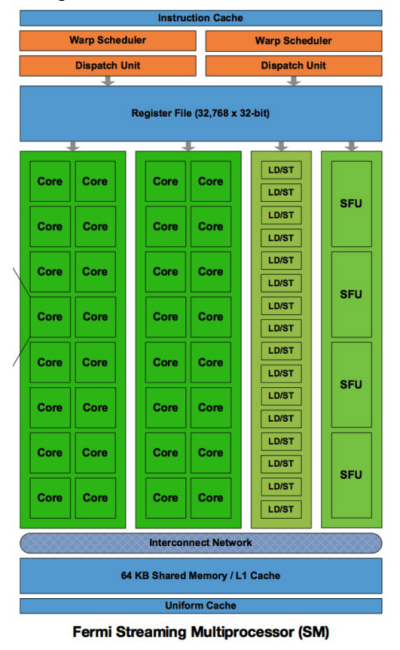 Instruction Cache
Warp Scheduler Warp Scheduler
Dispatch Unit Dispatch Unit
Register File (32,768 x 32-bit)
LD/ST
Core Core Core Core
LD/ST
SFU
LD/ST
Core Core Core Core
LD/ST
LD/ST
Core Core Core Core
LD/ST
SFU
LD/ST
Core Core Core Core
LD/ST
LD/ST
Core Core Core Core
LD/ST
SFU
LD/ST
Core Core Core Core
LD/ST
LD/ST
Core Core Core Core
LD/ST
SFU
LD/ST
Core Core Core Core
LD/ST
Interconnect Network
64 KB Shared Memory / L1 Cache
Uniform Cache
Fermi Streaming Multiprocessor (SM)